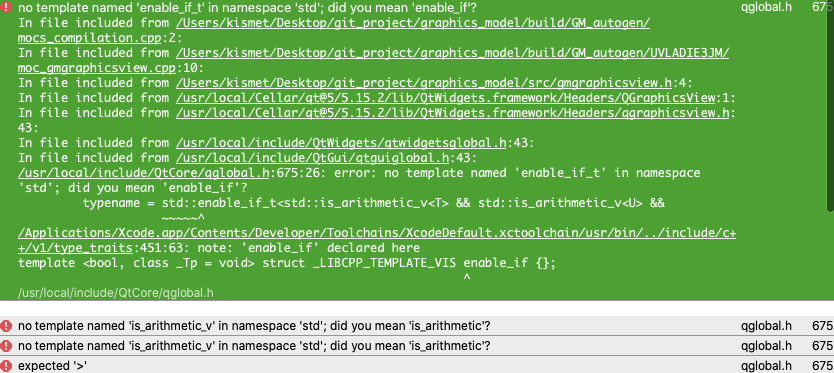 no template named 'enable_if_t' in namespace 'std'; did you mean 'enable_if'? qglobal.h 675
In file included from /Users/kismet/Desktop/git_project/graphics_model/build/GM_autogen/
mocs_compilation.cpp:2:
In file included from /Users/kismet/Desktop/git_project/graphics_model/build/GM_autogen/UVLADIE3JM/
moc_gmgraphicsview.cpp:10:
In file included from /Users/kismet/Desktop/git_project/graphics_model/src/gmgraphicsview.h:4:
In file included from /usr/local/Cellar/qt@5/5.15.2/lib/QtWidgets.framework/Headers/QGraphicsView:1:
In file included from /usr/local/Cellar/qt@5/5.15.2/lib/QtWidgets.framework/Headers/qgraphicsview.h:
43:
In file included from /usr/local/include/QtWidgets/qtwidgetsglobal.h:43:
In file included from /usr/local/include/QtGui/qtguiglobal.h:43:
/usr/local/include/QtCore/qglobal.h:675:26: error: no template named 'enable_if_t' in namespace
'std'; did you mean 'enable_if'?
typename = std::enable_if_t<std::is_arithmetic_v<T> && std::is_arithmetic_v<U> &&
~~~~~^
/Applications/Xcode.app/Contents/Developer/Toolchains/XcodeDefault.xctoolchain/usr/bin/../include/c+
+/v1/type_traits:451:63: note: 'enable_if' declared here
template <bool, class _Tp = void> struct _LIBCPP_TEMPLATE_VIS enable_if {};
^
/usr/local/include/QtCore/qglobal.h
no template named 'is_arithmetic_v' in namespace 'std'; did you mean 'is_arithmetic'? qglobal.h 675
no template named 'is_arithmetic_v' in namespace 'std'; did you mean 'is_arithmetic'? qglobal.h 675
expected '>' qglobal.h 675